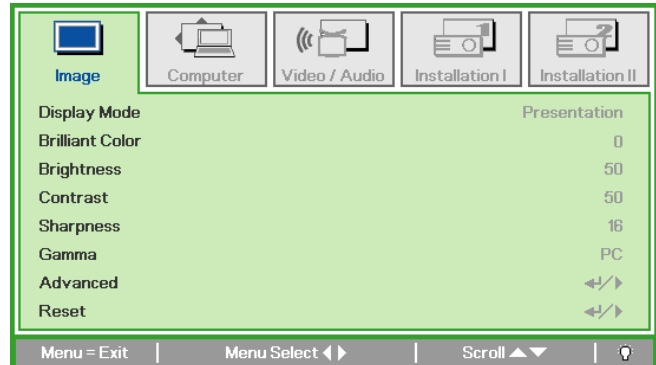 Image Computer Video / Audio Installation I Installation II
Display Mode Presentation
Brilliant Color 0
Brightness 50
Contrast 50
Sharpness 16
Gamma PC
Advanced ↵/▶
Reset ↵/▶
Menu = Exit | Menu Select ◀▶ | Scroll ▲▼ |